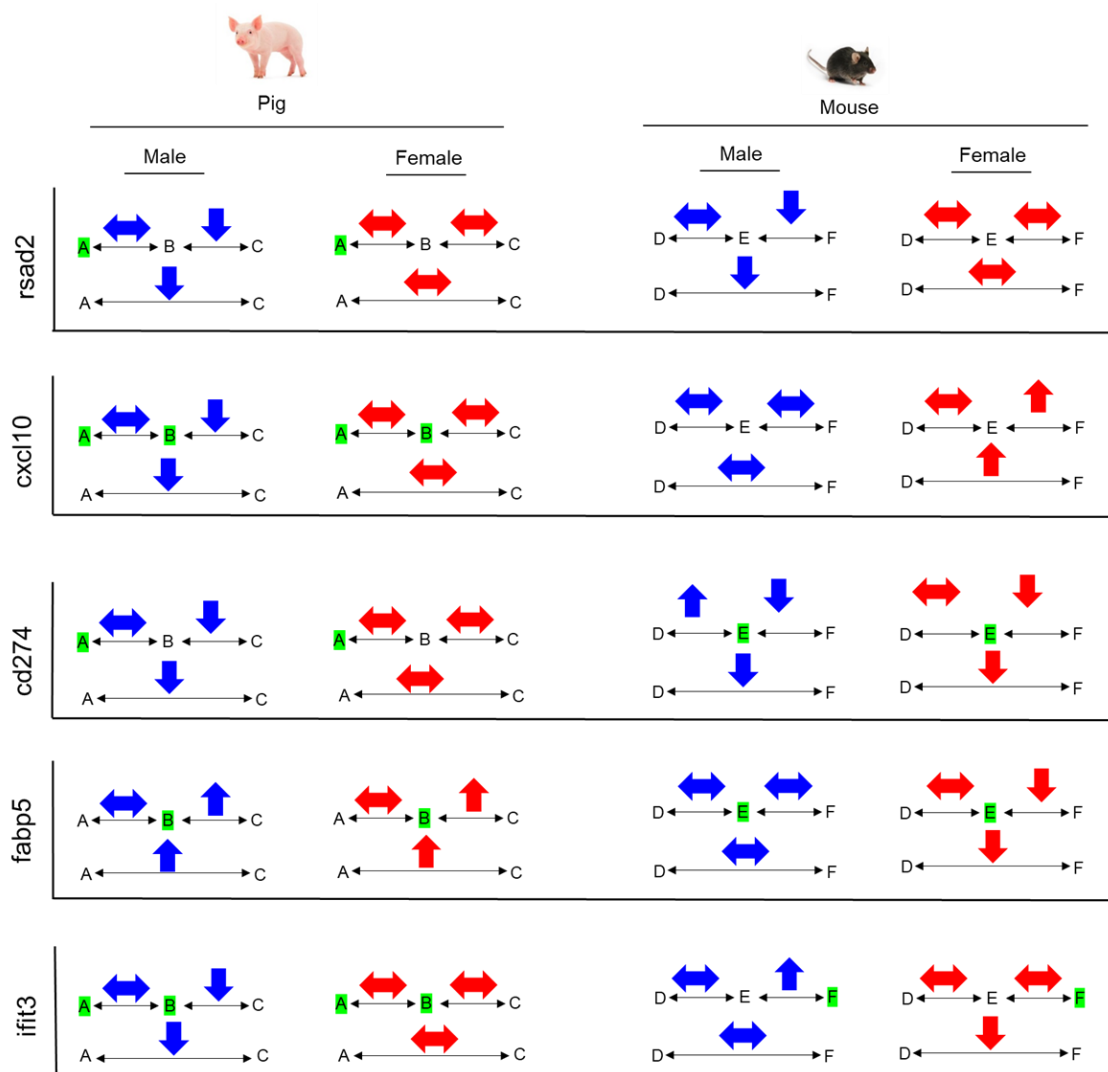 Pig Mouse
Male Female Male Female
rsad2
A B C A B C D E F D E F
A C A C D F D F
cxcl10
A B C A B C D E F D E F
A C A C D F D F
cd274
A B C A B C D E F D E F
A C A C D F D F
fabp5
A B C A B C D E F D E F
A C A C D F D F
ifit3
A B C A B C D E F D E F
A C A C D F D F